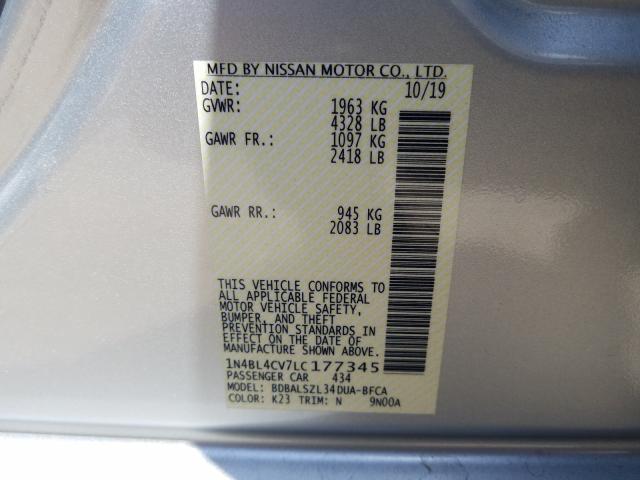 MFD BY NISSAN MOTOR CO., LTD.
DATE: 10/19
GVWR: 1963 KG
4328 LB
GAWR FR.: 1097 KG
2418 LB
GAWR RR.: 945 KG
2083 LB
THIS VEHICLE CONFORMS TO
ALL APPLICABLE FEDERAL
MOTOR VEHICLE SAFETY,
BUMPER, AND THEFT
PREVENTION STANDARDS IN
EFFECT ON THE DATE OF
MANUFACTURE SHOWN ABOVE.
1N4BL4CV7LC177345
PASSENGER CAR 434
MODEL: BDBALSZL34DUA-BFCA
COLOR: K23 TRIM: N 9N00A